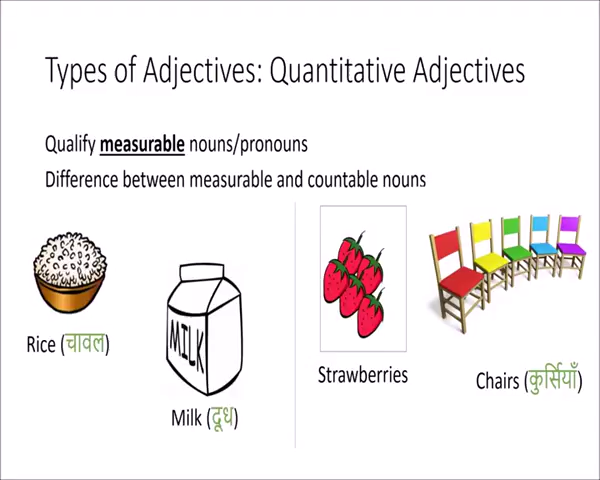 Types of Adjectives: Quantitative Adjectives
Qualify measurable nouns/pronouns
Difference between measurable and countable nouns
Rice (चावल)
MILK
Milk (दूध)
Strawberries
Chairs (कुर्सियाँ)